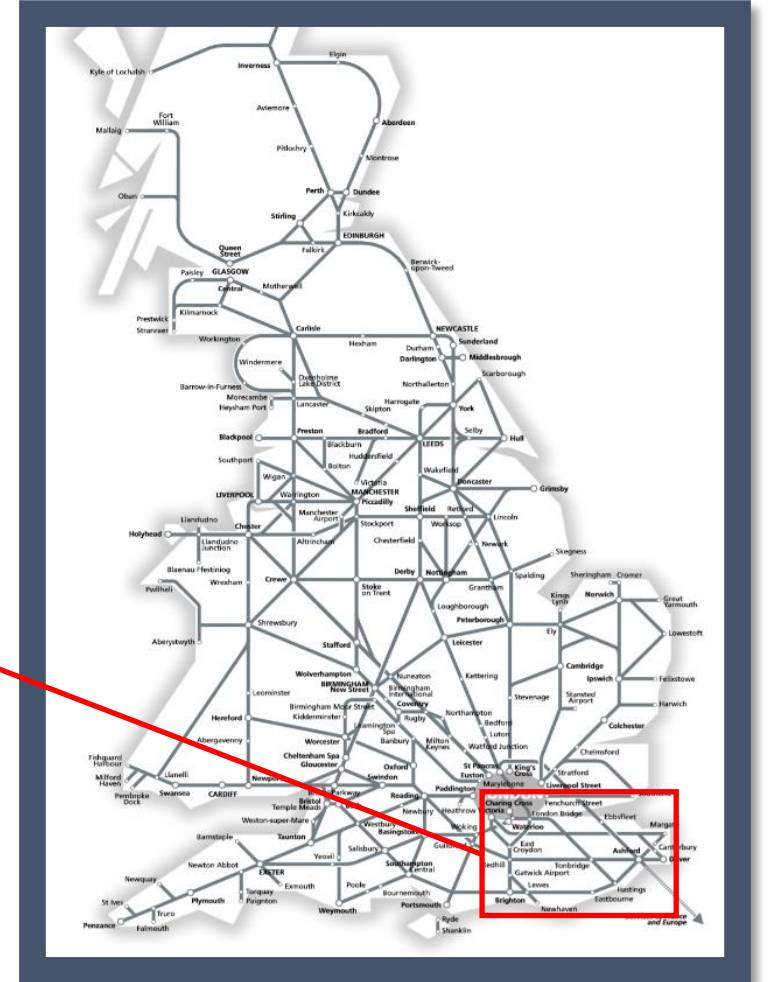 Elgin
Inverness
Kyle of Lochalsh
Aviemore
Fort
William
Aberdeen
Mallaig
Pitlochry
Montrose
Perth
Dundee
Oban
Kirkcaldy
Stirling
EDINBURGH
Queen
Street
Falkirk
Berwick-
upon-Tweed
Paisley
GLASGOW
Central
Motherwell
Prestwick
Kilmarnock
Stranraer
Carlisle
NEWCASTLE
Workington
Hexham
Sunderland
Durham
Darlington
Middlesbrough
Windermere
Scarborough
Oxenholme
Lake District
Barrow-in-Furness
Northallerton
Morecambe
Heysham Port
Lancaster
Harrogate
Skipton
York
Blackpool
Preston
Bradford
Selby
Hull
Blackburn
LEEDS
Southport
Huddersfield
Bolton
Wakefield
Wigan
Victoria
MANCHESTER
Piccadilly
Doncaster
Grimsby
LIVERPOOL
Warrington
Manchester
Airport
Sheffield
Retford
Lincoln
Llandudno
Stockport
Worksop
Holyhead
Chester
Llandudno
Junction
Altrincham
Chesterfield
Newark
Skegness
Blaenau Ffestiniog
Wrexham
Crewe
Derby
Nottingham
Spalding
Sheringham
Cromer
Pwllheli
Stoke
on Trent
Grantham
Kings
Lynn
Norwich
Great
Yarmouth
Loughborough
Shrewsbury
Peterborough
Ely
Lowestoft
Aberystwyth
Stafford
Leicester
Wolverhampton
BIRMINGHAM
New Street
Nuneaton
Kettering
Cambridge
Birmingham
International
Ipswich
Felixstowe
Leominster
Stansted
Airport
Birmingham Moor Street
Coventry
Stevenage
Harwich
Hereford
Kidderminster
Rugby
Northampton
Leamington
Spa
Bedford
Colchester
Abergavenny
Worcester
Banbury
Milton
Keynes
Luton
Cheltenham Spa
Watford Junction
Chelmsford
Fishguard
Harbour
Gloucester
Oxford
St Pancras
King's
Cross
Llanelli
Euston
Stratford
Milford
Haven
Newport
Swindon
Marylebone
Liverpool Street
Pembroke
Dock
Swansea
CARDIFF
Parkway
Reading
Paddington
Bristol
Temple Meads
Newbury
Heathrow
Charing Cross
Fenchurch Street
Victoria
London Bridge
Ebbsfleet
Weston-super-Mare
Westbury
Basingstoke
Woking
Waterloo
Margate
Barnstaple
Taunton
East
Croydon
Canterbury
Yeovil
Salisbury
Ashford
Dover
Newton Abbot
Redhill
Tonbridge
EXETER
Southampton
Central
Gatwick Airport
Newquay
Exmouth
Poole
Lewes
Hastings
St Ives
Plymouth
Torquay
Paignton
Bournemouth
Brighton
Eastbourne
Truro
Weymouth
Portsmouth
Newhaven
Penzance
Falmouth
Ryde
Shanklin
and Europe